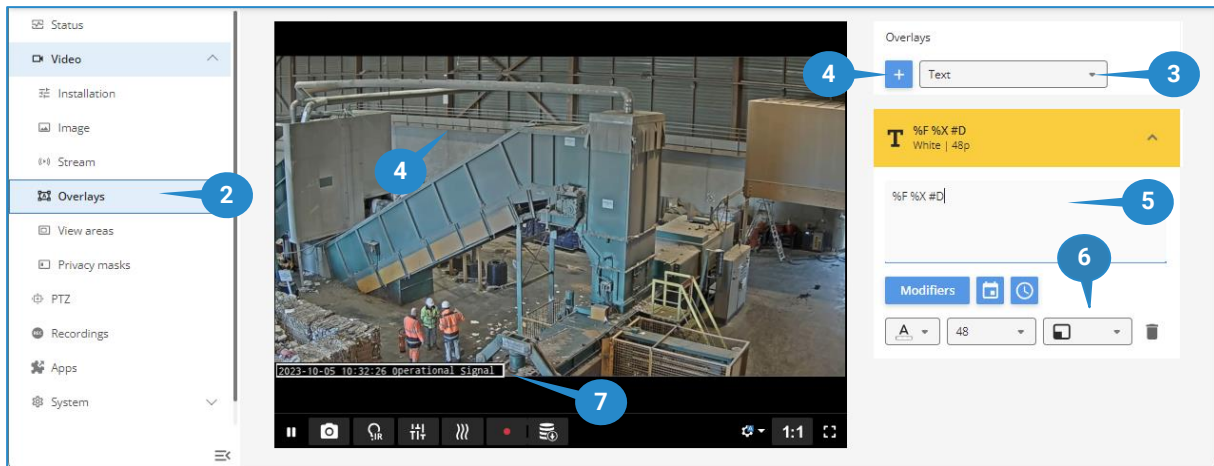 Status
Video
Installation
Image
Stream
Overlays
2
View areas
Privacy masks
PTZ
Recordings
Apps
System
4
2023-10-05 10:32:26 Operational Signal
7
IR
1:1
Overlays
4
+
Text
3
T
%F %X #D
White | 48p
%F %X #D
5
6
Modifiers
A
48